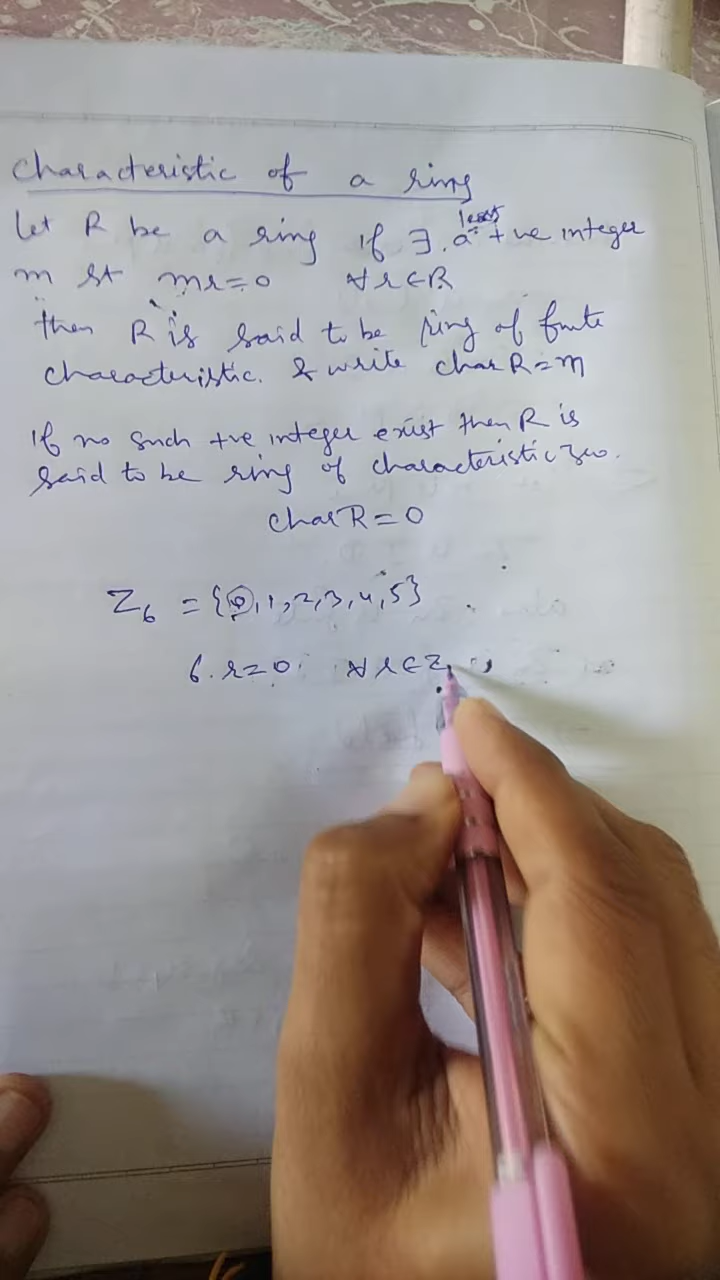 Characteristic of a ring
Let R be a ring if ∃ a least +ve integer
m st mr=0 ∀ r∈R
then R is said to be ring of finite
characteristic. & write char R=m
If no such +ve integer exist then R is
said to be ring of characteristic zero.
Char R=0
Z₆ = {0,1,2,3,4,5}
6.r=0 ∀ r∈Z